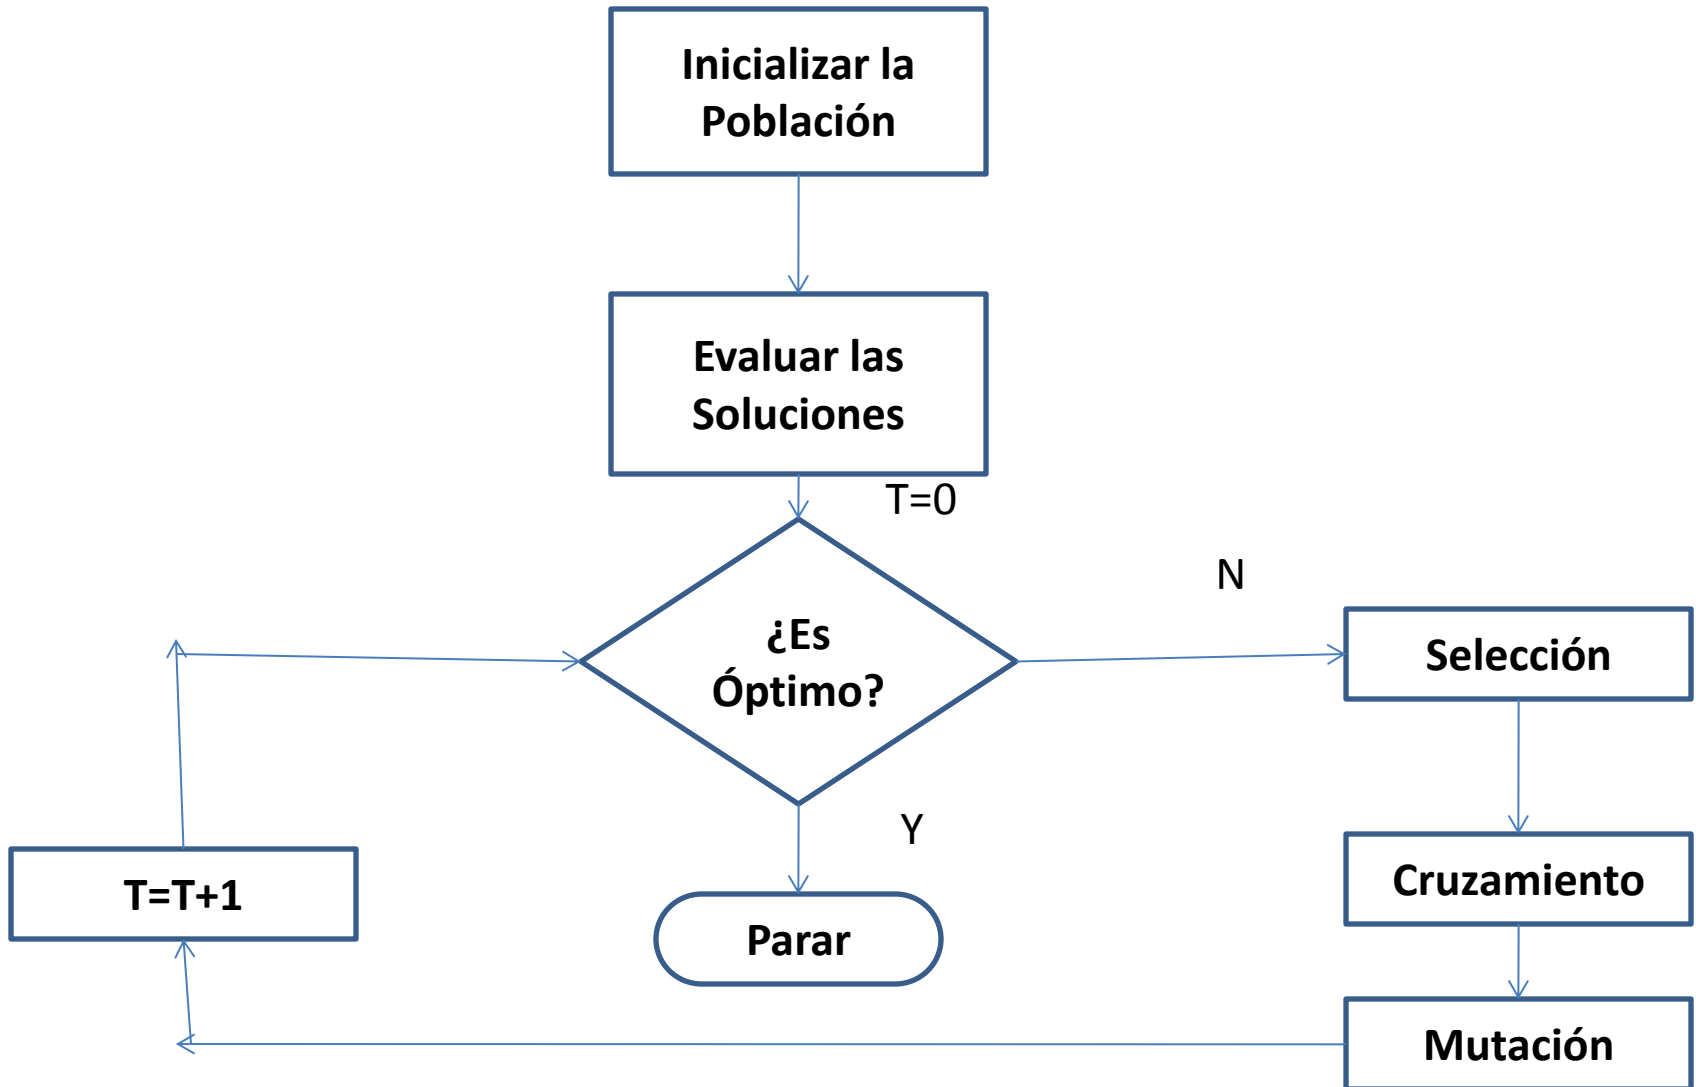 Inicializar la
Población
Evaluar las
Soluciones
T=0
N
¿Es
Óptimo?
Selección
Y
Cruzamiento
T=T+1
Parar
Mutación